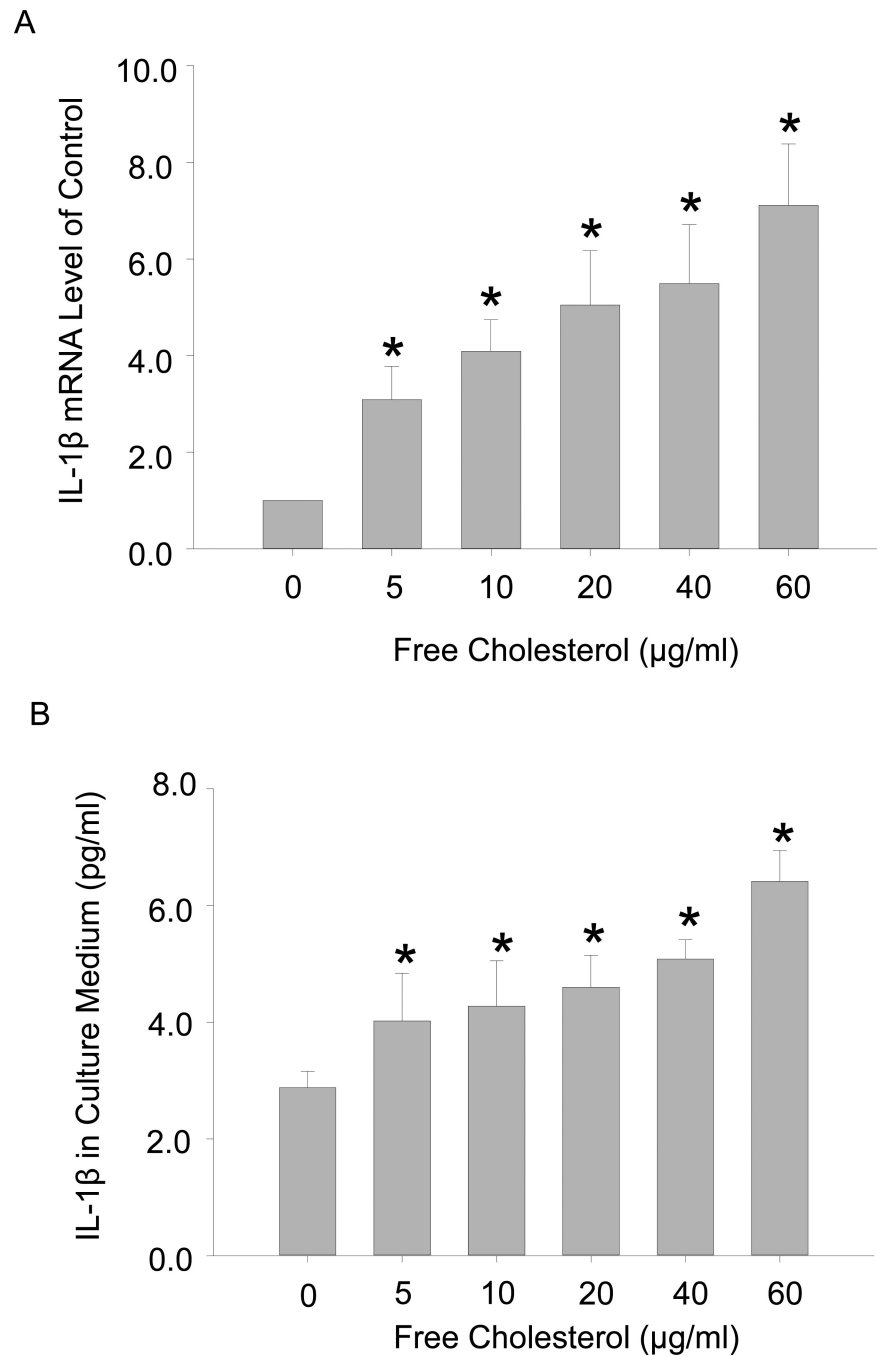 A
10.0
8.0
6.0
4.0
2.0
0.0
IL-1β mRNA Level of Control
* * * * *
0 5 10 20 40 60
Free Cholesterol (µg/ml)
B
8.0
6.0
4.0
2.0
0.0
IL-1β in Culture Medium (pg/ml)
* * * * *
0 5 10 20 40 60
Free Cholesterol (µg/ml)